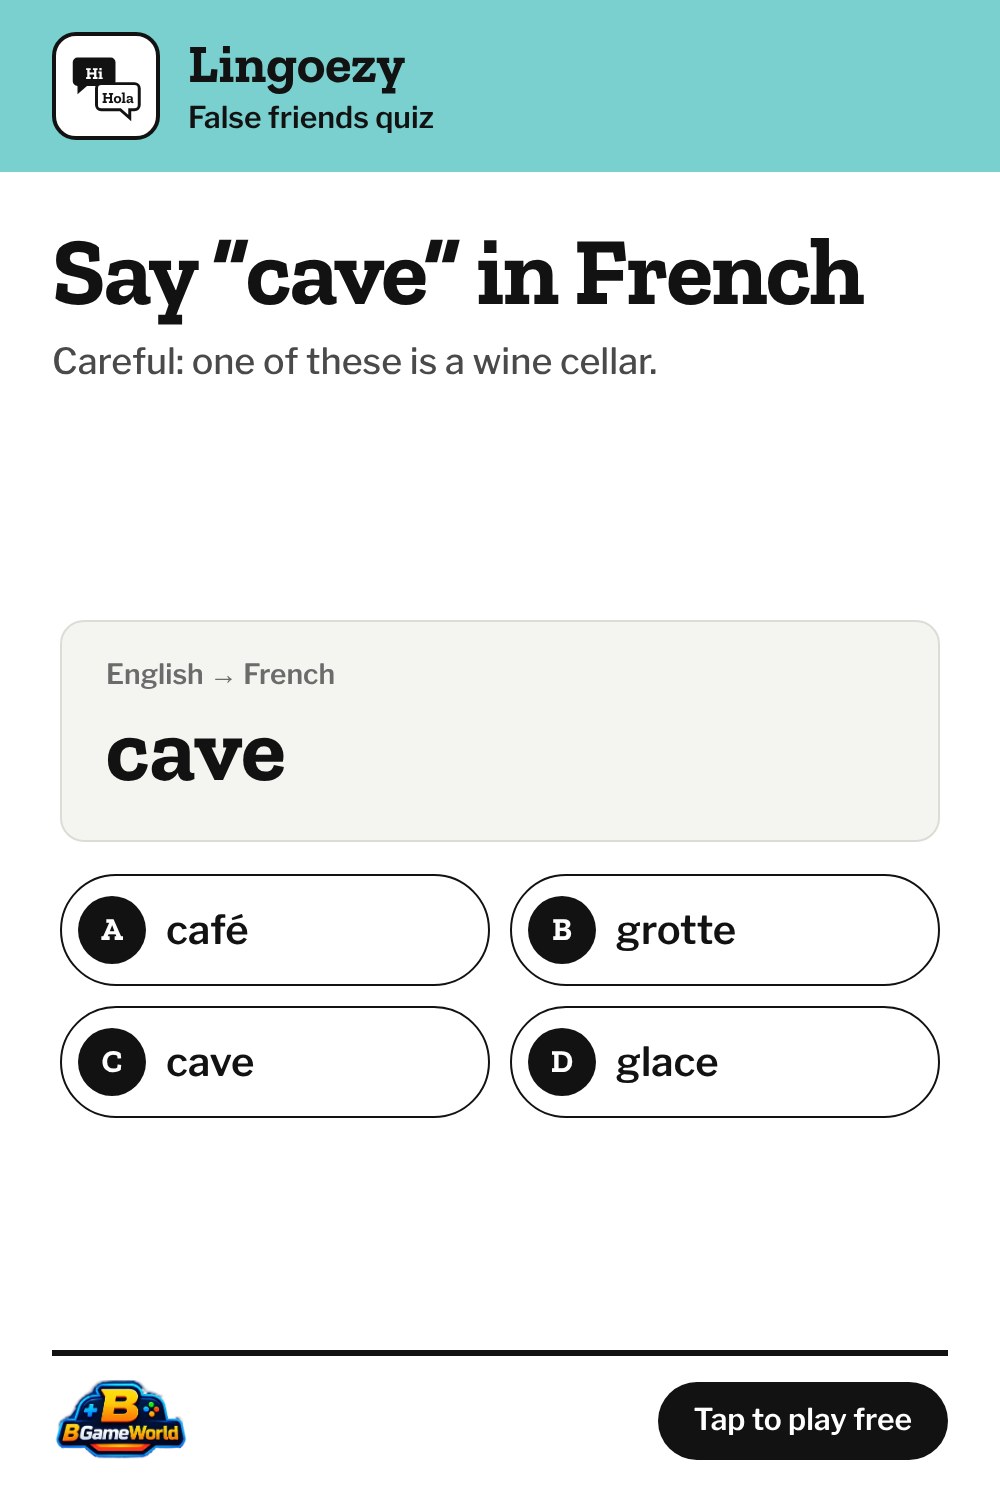 Hi
Hola
Lingoezy
False friends quiz
Say "cave" in French
Careful: one of these is a wine cellar.
English → French
cave
A café
B grotte
C cave
D glace
B
BGameWorld
Tap to play free